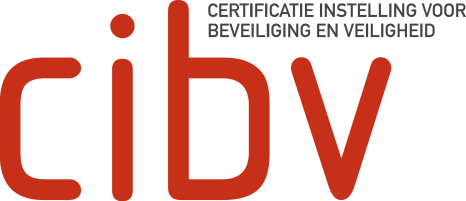 CERTIFICATIE INSTELLING VOOR
BEVEILIGING EN VEILIGHEID
cibv